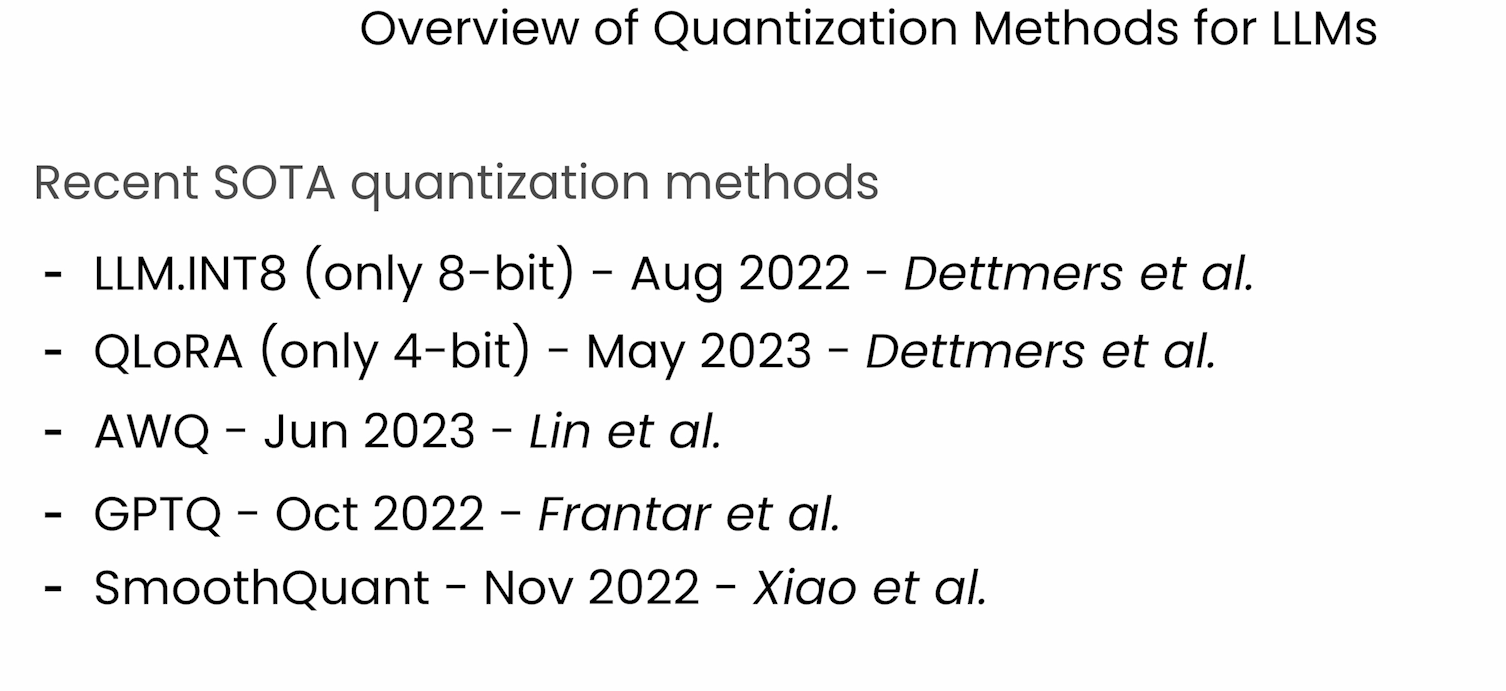 Overview of Quantization Methods for LLMs
Recent SOTA quantization methods
- LLM.INT8 (only 8-bit) - Aug 2022 - Dettmers et al.
- QLoRA (only 4-bit) - May 2023 - Dettmers et al.
- AWQ - Jun 2023 - Lin et al.
- GPTQ - Oct 2022 - Frantar et al.
- SmoothQuant - Nov 2022 - Xiao et al.